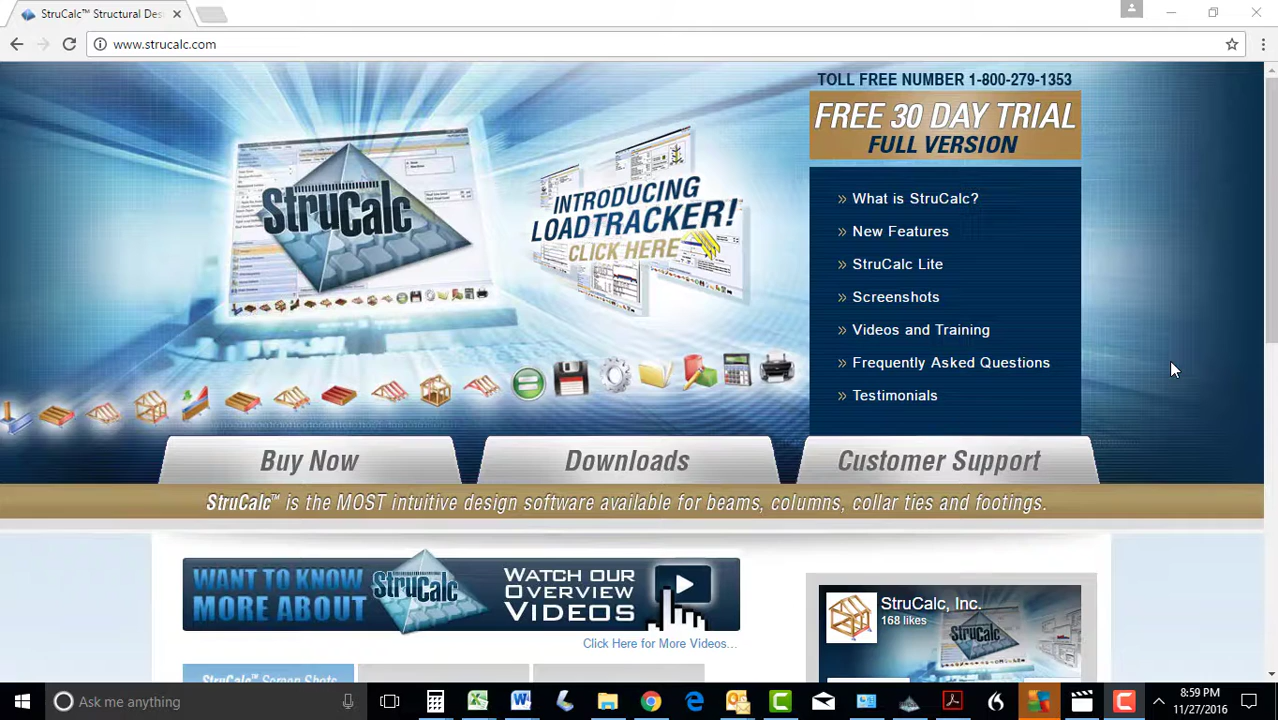 StruCalc™ Structural Des
www.strucalc.com
TOLL FREE NUMBER 1-800-279-1353
FREE 30 DAY TRIAL
FULL VERSION
StruCalc
INTRODUCING
LOADTRACKER!
CLICK HERE
» What is StruCalc?
» New Features
» StruCalc Lite
» Screenshots
» Videos and Training
» Frequently Asked Questions
» Testimonials
Buy Now
Downloads
Customer Support
StruCalc™ is the MOST intuitive design software available for beams, columns, collar ties and footings.
WANT TO KNOW
MORE ABOUT
StruCalc
WATCH OUR
OVERVIEW
VIDEOS
Click Here for More Videos...
StruCalc, Inc.
168 likes
StruCalc
StruCalc™ Screen Shots
Ask me anything
8:59 PM
11/27/2016